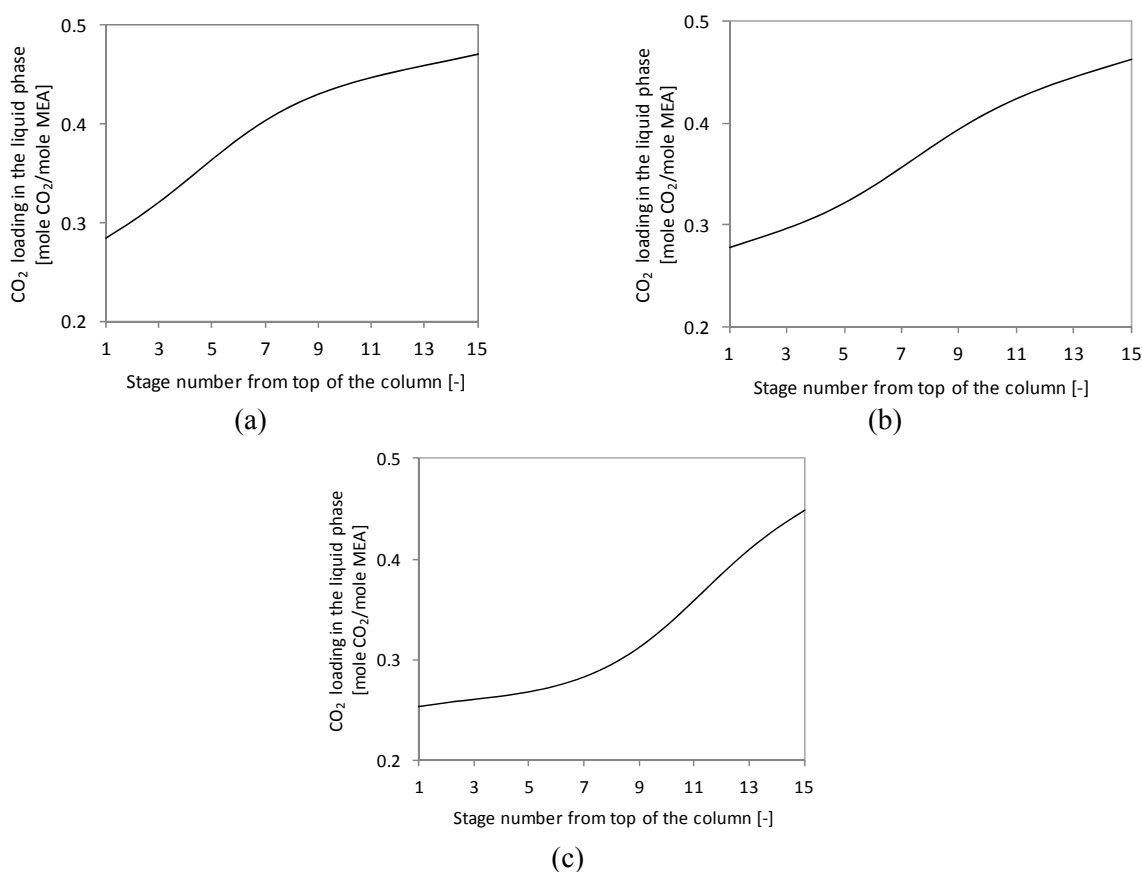 CO₂ loading in the liquid phase
[mole CO₂/mole MEA]
0.5
0.4
0.3
0.2
1 3 5 7 9 11 13 15
Stage number from top of the column [-]
(a)
CO₂ loading in the liquid phase
[mole CO₂/mole MEA]
0.5
0.4
0.3
0.2
1 3 5 7 9 11 13 15
Stage number from top of the column [-]
(b)
CO₂ loading in the liquid phase
[mole CO₂/mole MEA]
0.5
0.4
0.3
0.2
1 3 5 7 9 11 13 15
Stage number from top of the column [-]
(c)